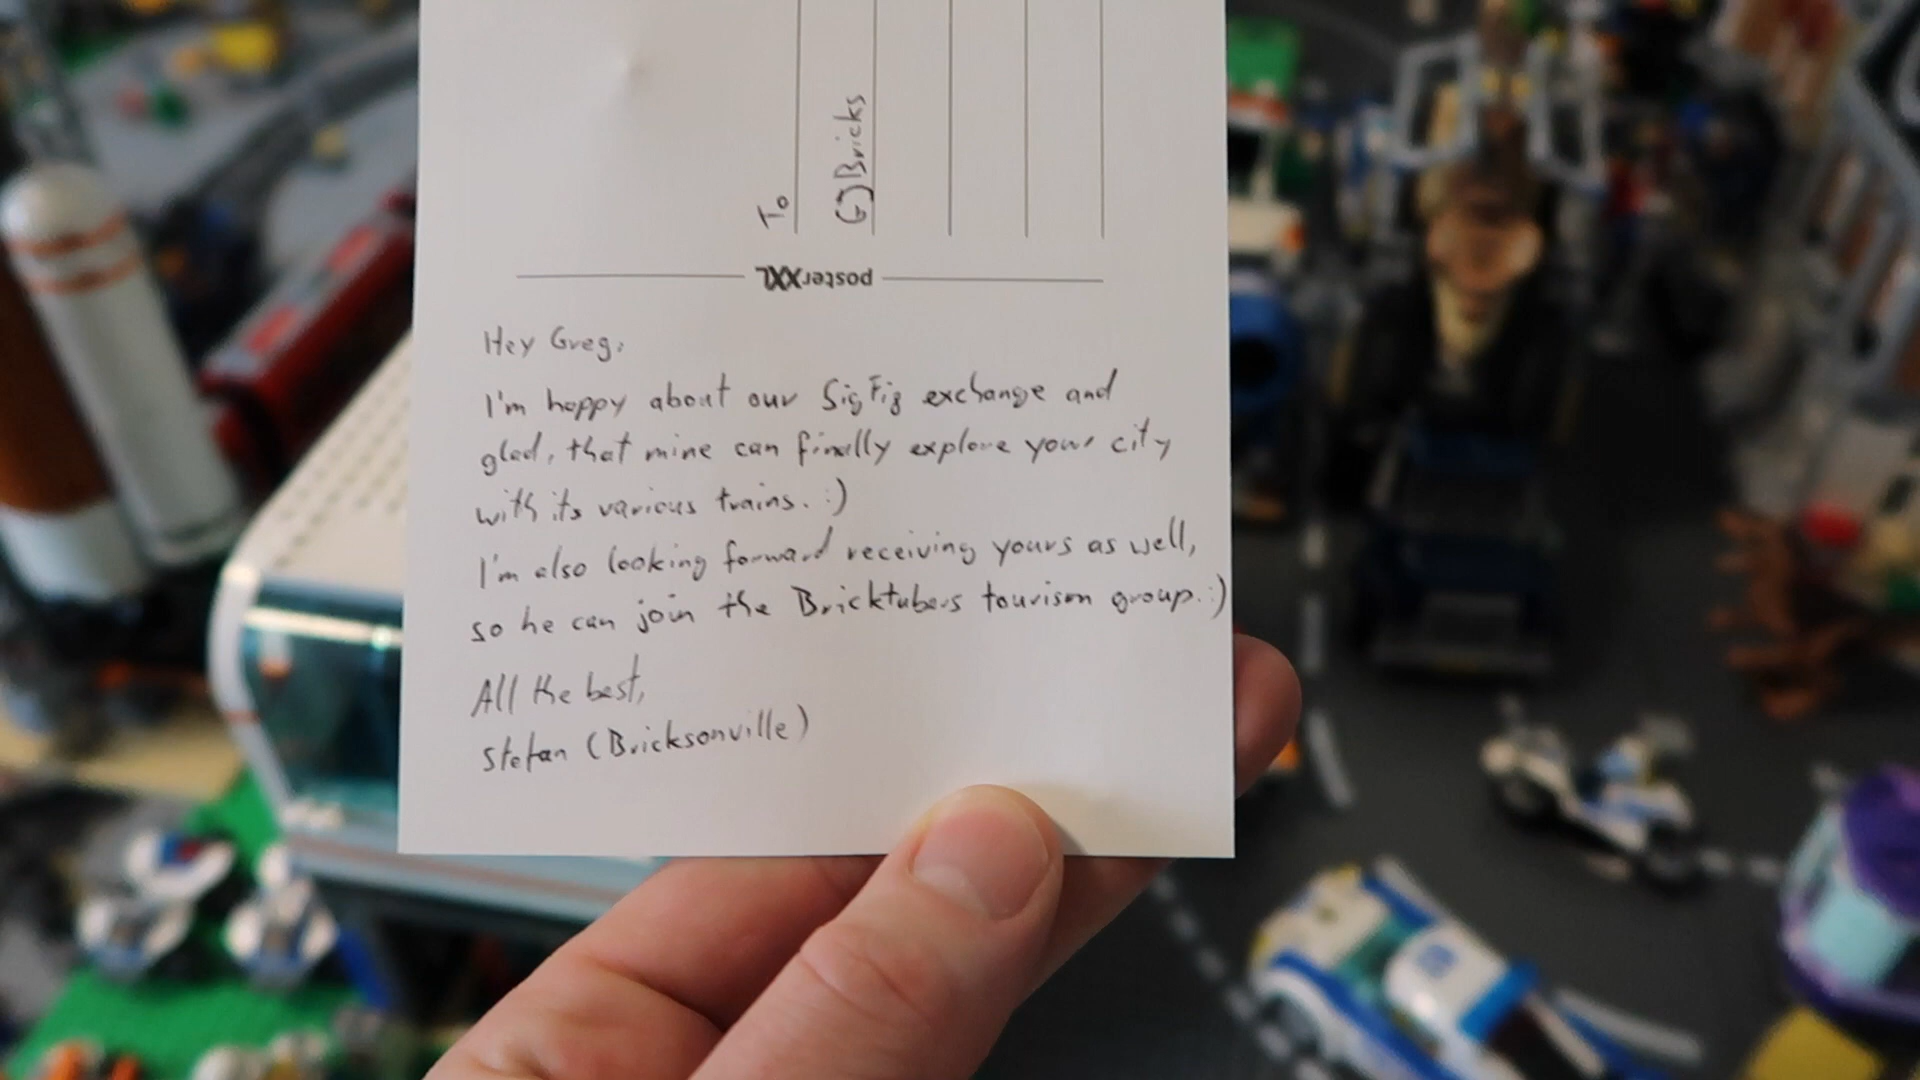 To
GJBricks
posterXXL
Hey Greg,
I'm happy about our SigFig exchange and
glad, that mine can finally explore your city
with its various trains. :)
I'm also looking forward receiving yours as well,
so he can join the Bricktubers tourism group. :)
All the best,
Stefan (Bricksonville)